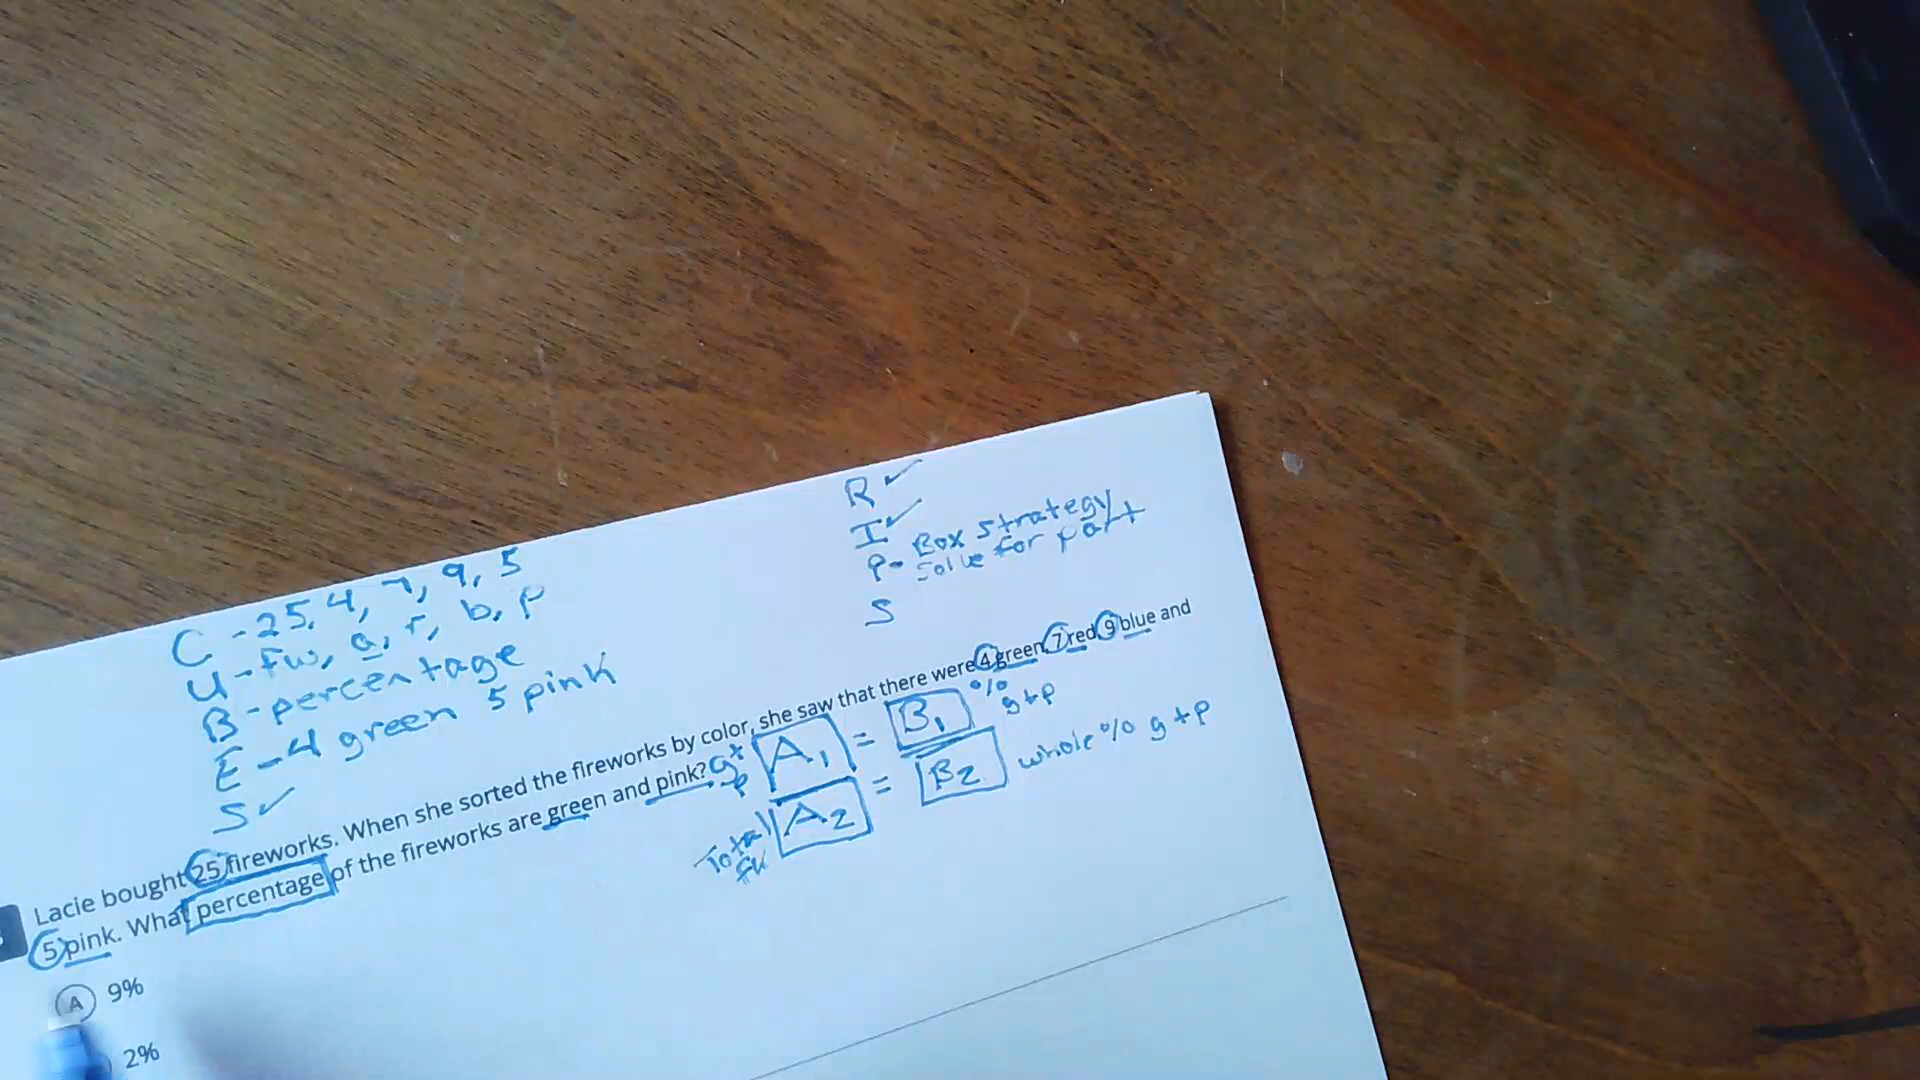 C - 25, 4, 7, 9, 5
U - fw, g, r, b, p
B - percentage
E - 4 green 5 pink
S ✓
R ✓
I ✓
P - Box strategy
solve for part
S
Lacie bought 25 fireworks. When she sorted the fireworks by color, she saw that there were 4 green, 7 red, 9 blue and
5 pink. What percentage of the fireworks are green and pink?
g + p A1 = B1 % g + p
Total fw A2 = B2 whole % g + p
A 9%
2%